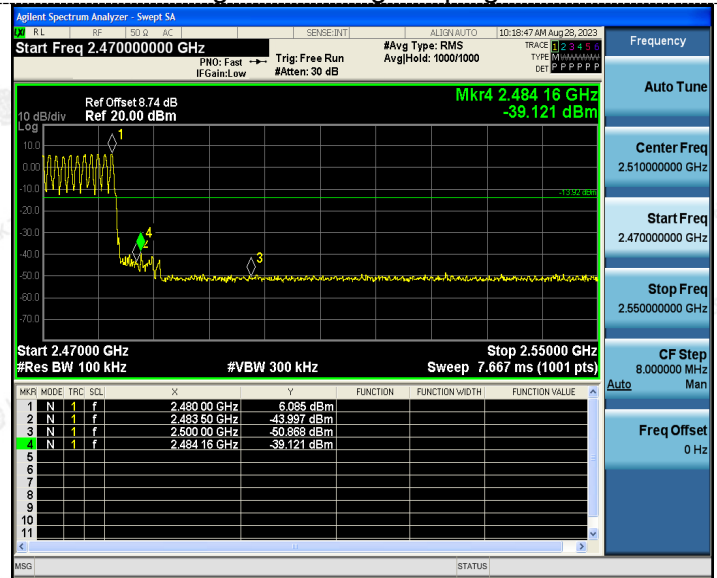 Agilent Spectrum Analyzer - Swept SA
LXI RL RF 50 Ω AC SENSE:INT ALIGN AUTO 10:18:47 AM Aug 28, 2023
Start Freq 2.470000000 GHz
PNO: Fast
IFGain:Low
Trig: Free Run
#Atten: 30 dB
#Avg Type: RMS
Avg|Hold: 1000/1000
TRACE 1 2 3 4 5 6
TYPE M WWWWW
DET P P P P P P
Ref Offset 8.74 dB
10 dB/div Ref 20.00 dBm
Log
Mkr4 2.484 16 GHz
-39.121 dBm
10.0
0.00
-10.0
-20.0
-30.0
-40.0
-50.0
-60.0
-70.0
1
4
2
3
-13.92 dBm
Start 2.47000 GHz Stop 2.55000 GHz
#Res BW 100 kHz #VBW 300 kHz Sweep 7.667 ms (1001 pts)
MKR MODE TRC SCL X Y FUNCTION FUNCTION WIDTH FUNCTION VALUE
1 N 1 f 2.480 00 GHz 6.085 dBm
2 N 1 f 2.483 50 GHz -43.997 dBm
3 N 1 f 2.500 00 GHz -50.868 dBm
4 N 1 f 2.484 16 GHz -39.121 dBm
5
6
7
8
9
10
11
MSG STATUS
Frequency
Auto Tune
Center Freq
2.510000000 GHz
Start Freq
2.470000000 GHz
Stop Freq
2.550000000 GHz
CF Step
8.000000 MHz
Auto Man
Freq Offset
0 Hz